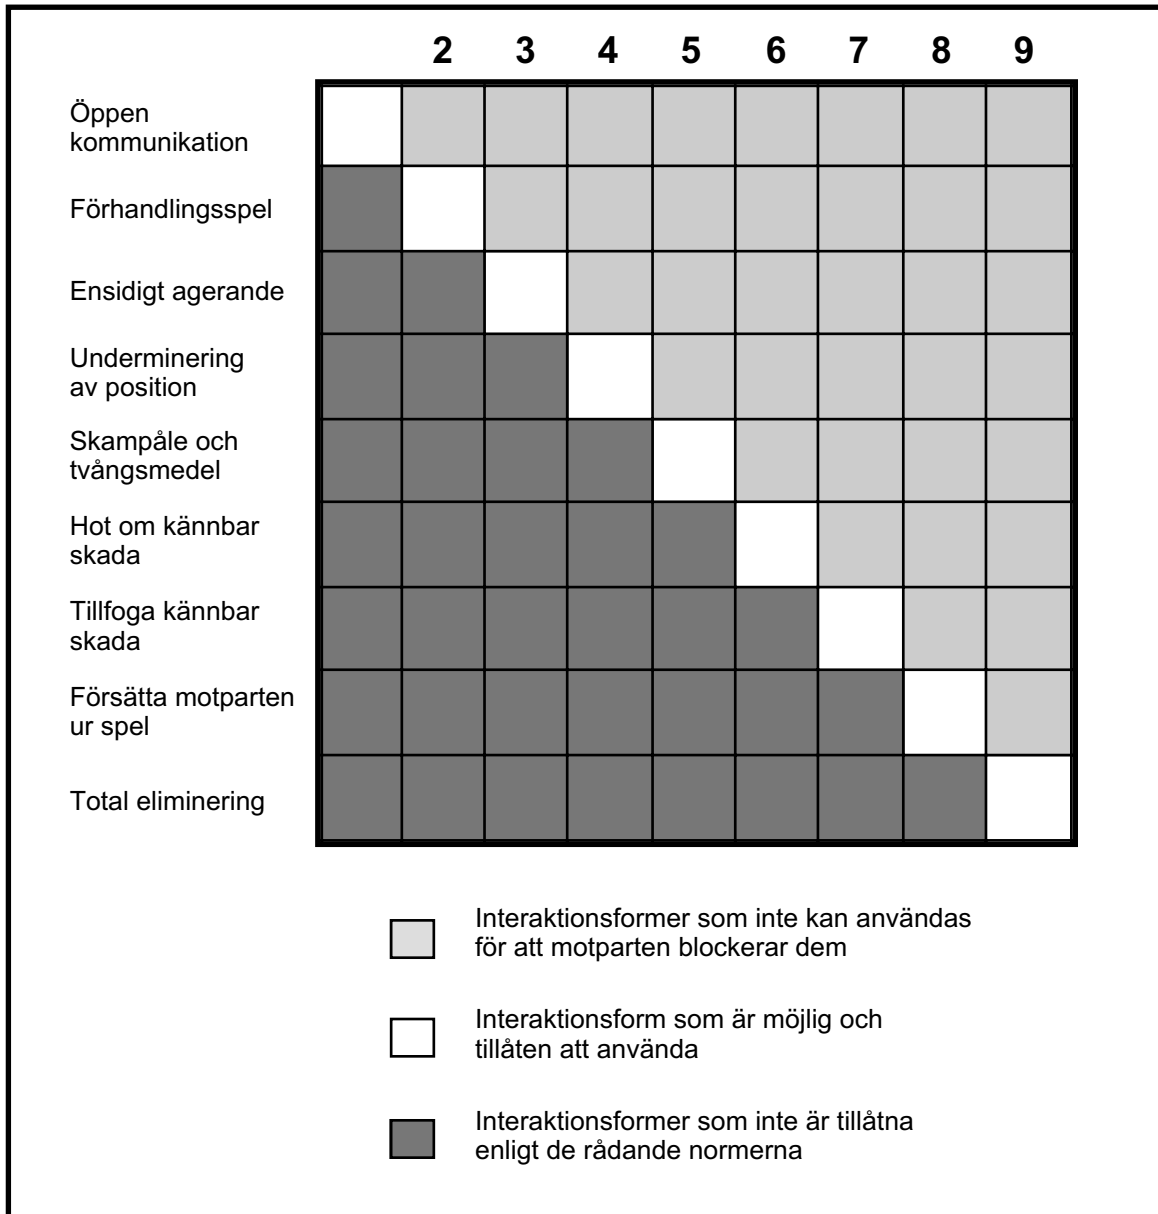 2 3 4 5 6 7 8 9
Öppen
kommunikation
Förhandlingsspel
Ensidigt agerande
Underminering
av position
Skampåle och
tvångsmedel
Hot om kännbar
skada
Tillfoga kännbar
skada
Försätta motparten
ur spel
Total eliminering
Interaktionsformer som inte kan användas
för att motparten blockerar dem
Interaktionsform som är möjlig och
tillåten att använda
Interaktionsformer som inte är tillåtna
enligt de rådande normerna